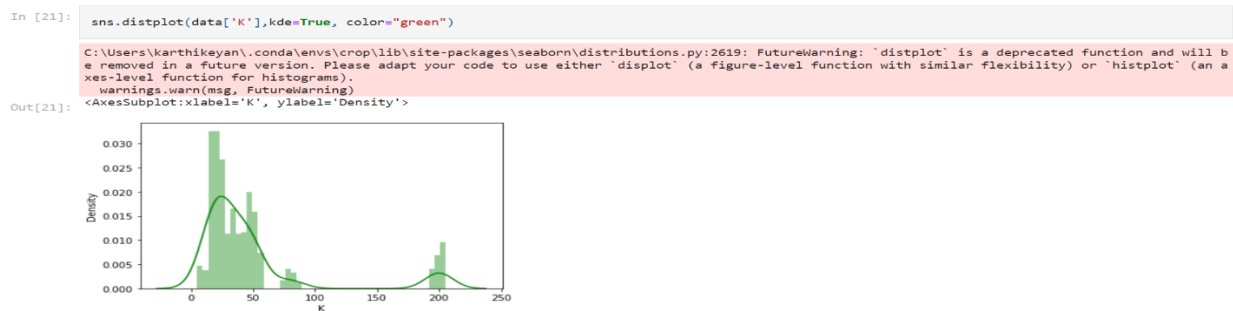 In [21]: sns.distplot(data['K'],kde=True, color="green")
C:\Users\karthikeyan\.conda\envs\crop\lib\site-packages\seaborn\distributions.py:2619: FutureWarning: `distplot` is a deprecated function and will b
e removed in a future version. Please adapt your code to use either `displot` (a figure-level function with similar flexibility) or `histplot` (an a
xes-level function for histograms).
warnings.warn(msg, FutureWarning)
Out[21]: <AxesSubplot:xlabel='K', ylabel='Density'>
0.030
0.025
0.020
0.015
0.010
0.005
0.000
Density
0 50 100 150 200 250
K